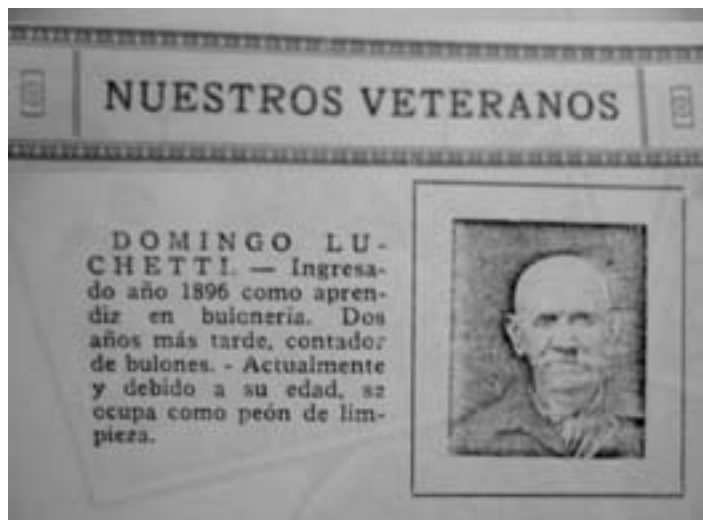 NUESTROS VETERANOS
DOMINGO LU-
CHETTI. — Ingresa-
do año 1896 como apren-
diz en buloneria. Dos
años más tarde, contador
de bulones. - Actualmente
y debido a su edad, se
ocupa como peón de lim-
pieza.